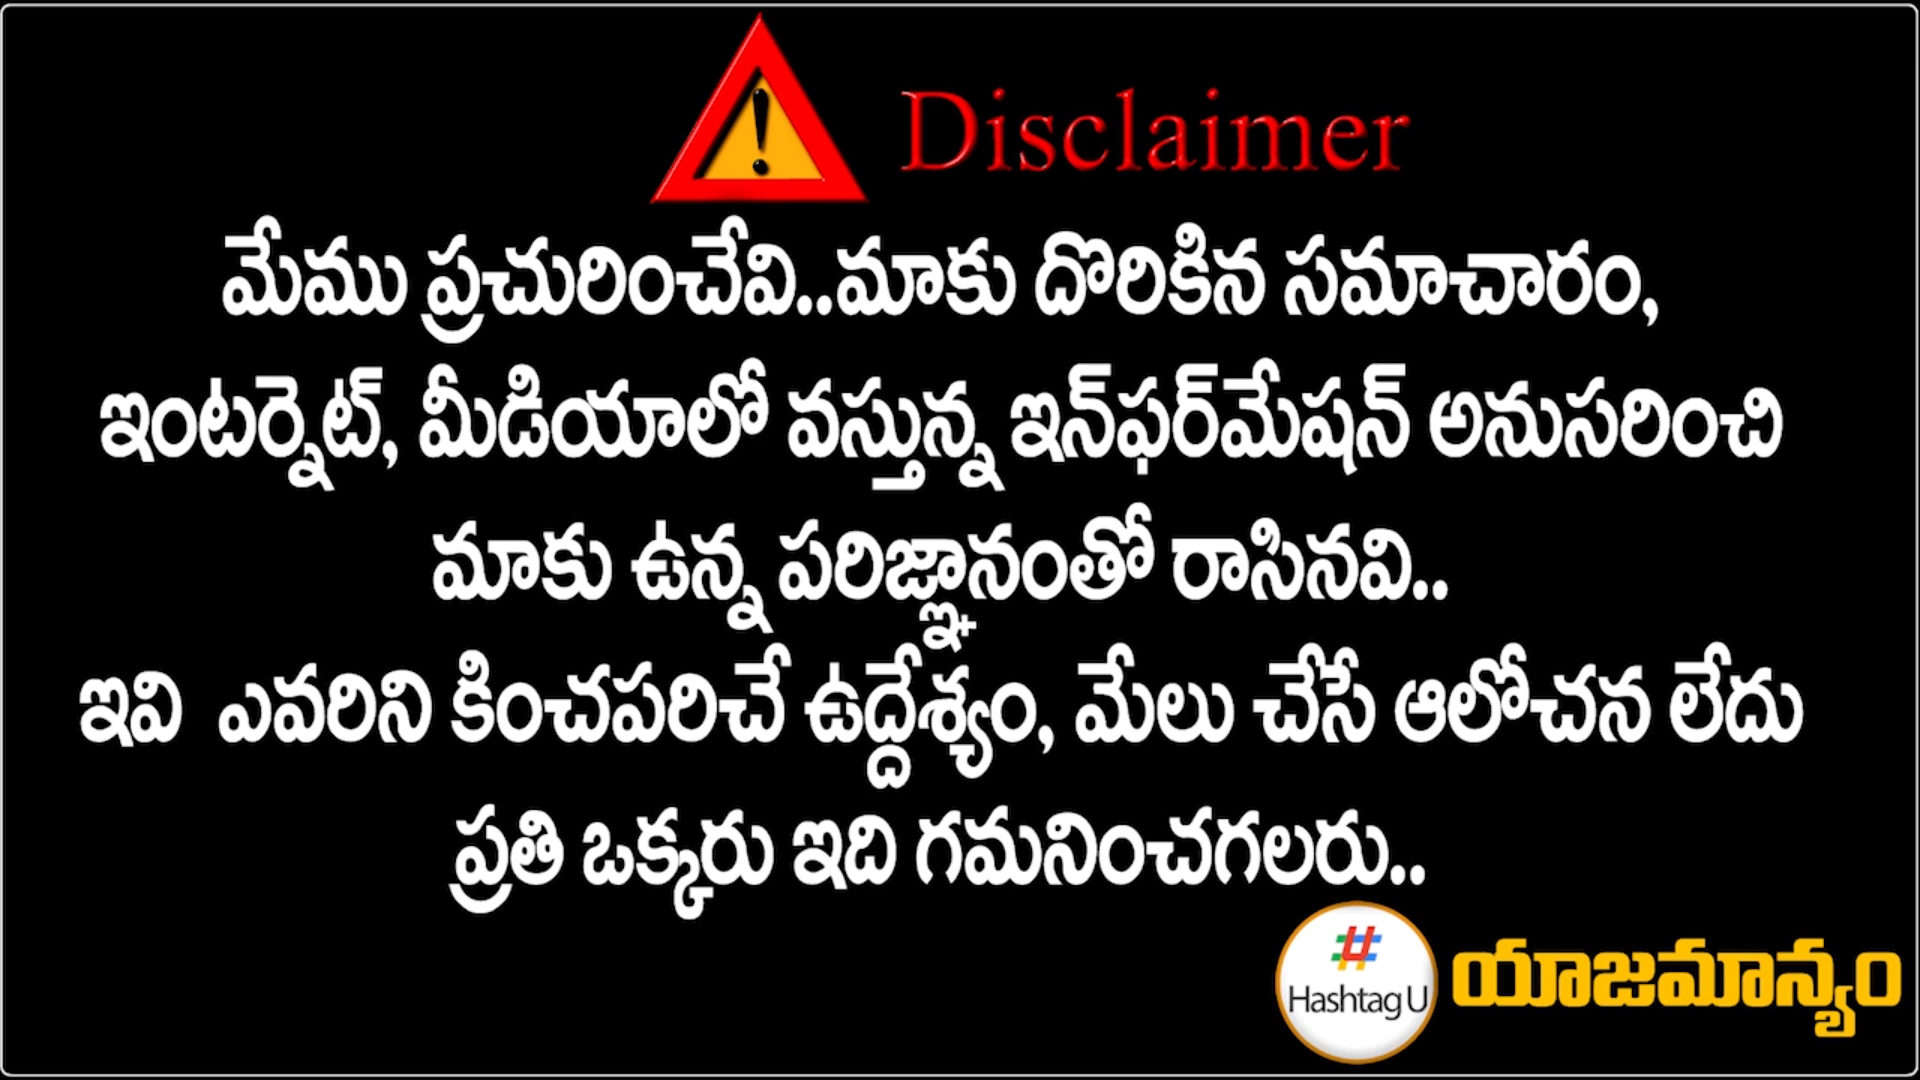 Disclaimer
మేము ప్రచురించేవి..మాకు దొరికిన సమాచారం,
ఇంటర్నెట్, మీడియాలో వస్తున్న ఇన్‌ఫర్‌మేషన్ అనుసరించి
మాకు ఉన్న పరిజ్ఞానంతో రాసినవి..
ఇవి ఎవరిని కించపరిచే ఉద్దేశ్యం, మేలు చేసే ఆలోచన లేదు
ప్రతి ఒక్కరు ఇది గమనించగలరు..
# Hashtag U యాజమాన్యం